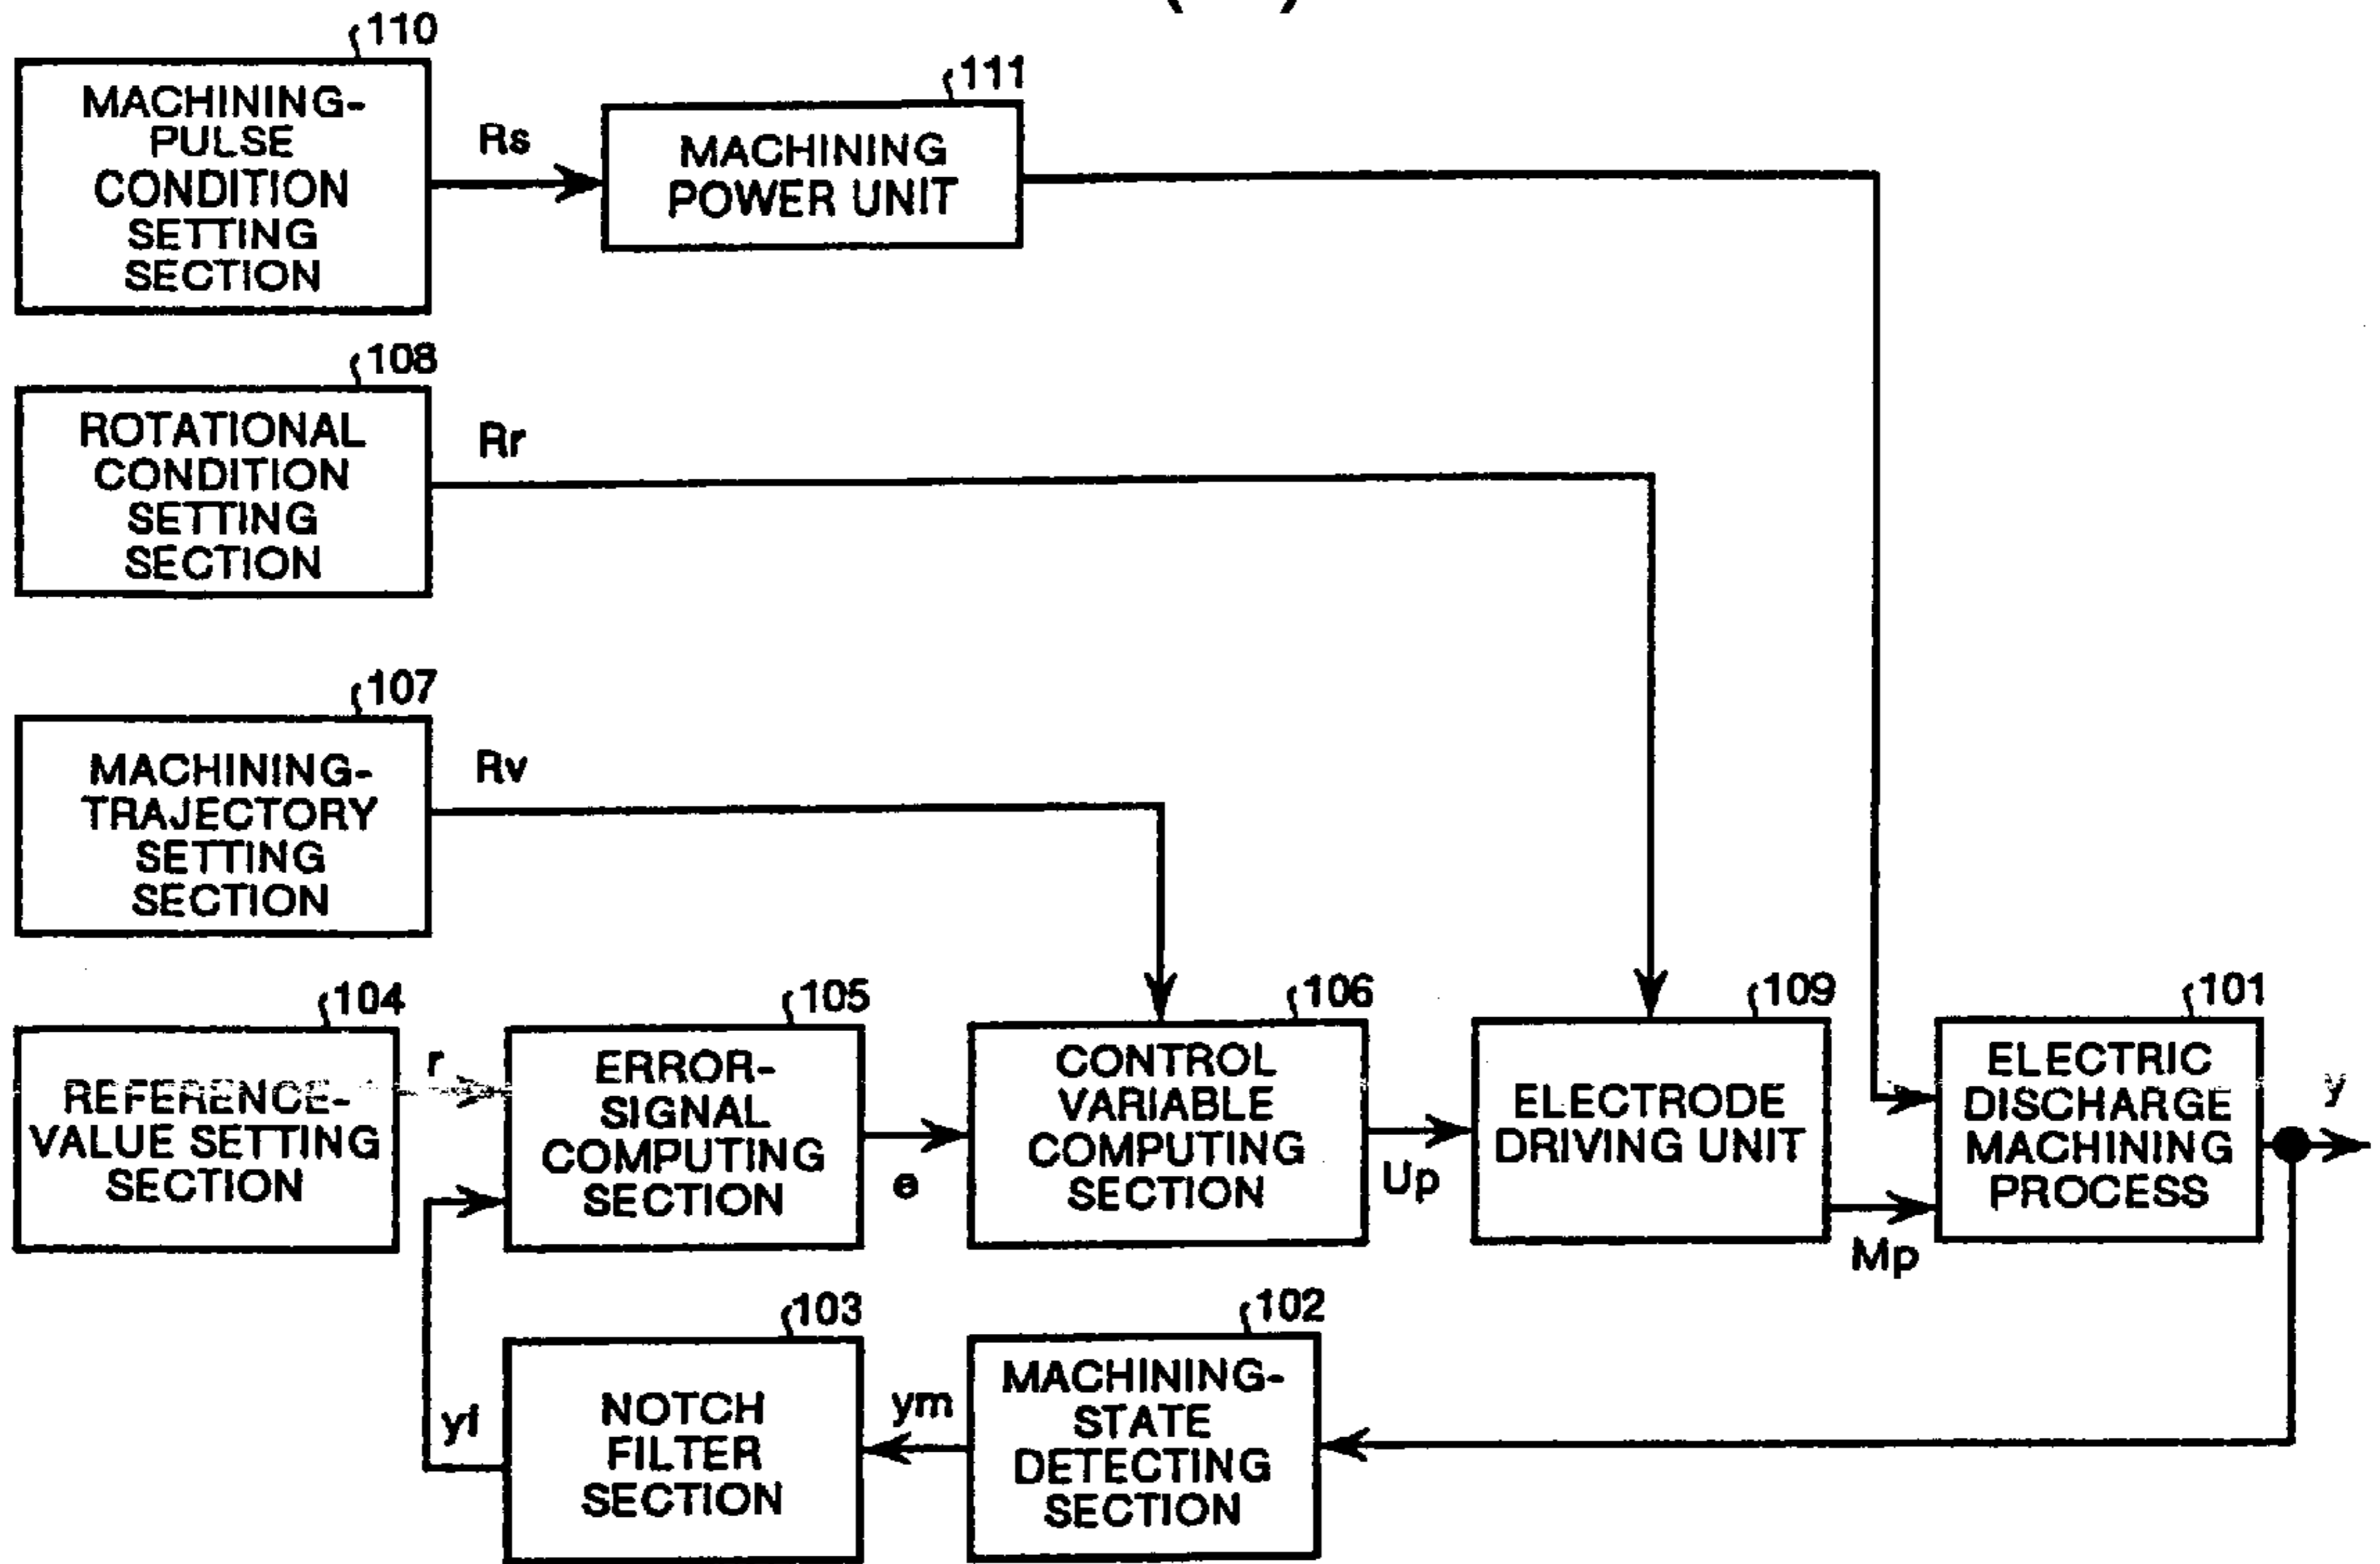 110
MACHINING-
PULSE
CONDITION
SETTING
SECTION
Rs
111
MACHINING
POWER UNIT
108
ROTATIONAL
CONDITION
SETTING
SECTION
Rr
107
MACHINING-
TRAJECTORY
SETTING
SECTION
Rv
104
REFERENCE-
VALUE SETTING
SECTION
r
105
ERROR-
SIGNAL
COMPUTING
SECTION
e
106
CONTROL
VARIABLE
COMPUTING
SECTION
Up
109
ELECTRODE
DRIVING UNIT
Mp
101
ELECTRIC
DISCHARGE
MACHINING
PROCESS
y
103
NOTCH
FILTER
SECTION
ym
102
MACHINING-
STATE
DETECTING
SECTION